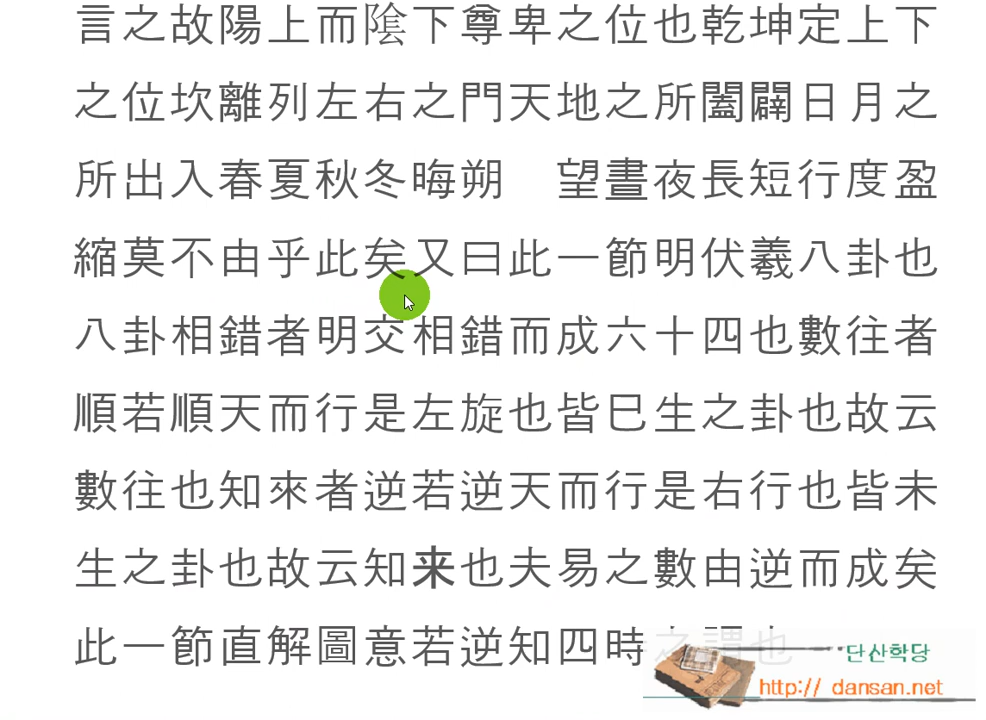 言之故陽上而陰下尊卑之位也乾坤定上下
之位坎離列左右之門天地之所闔闢日月之
所出入春夏秋冬晦朔　望晝夜長短行度盈
縮莫不由乎此矣又曰此一節明伏羲八卦也
八卦相錯者明交相錯而成六十四也數往者
順若順天而行是左旋也皆巳生之卦也故云
數往也知來者逆若逆天而行是右行也皆未
生之卦也故云知来也夫易之數由逆而成矣
此一節直解圖意若逆知四時之謂也
단산학당
http:// dansan.net